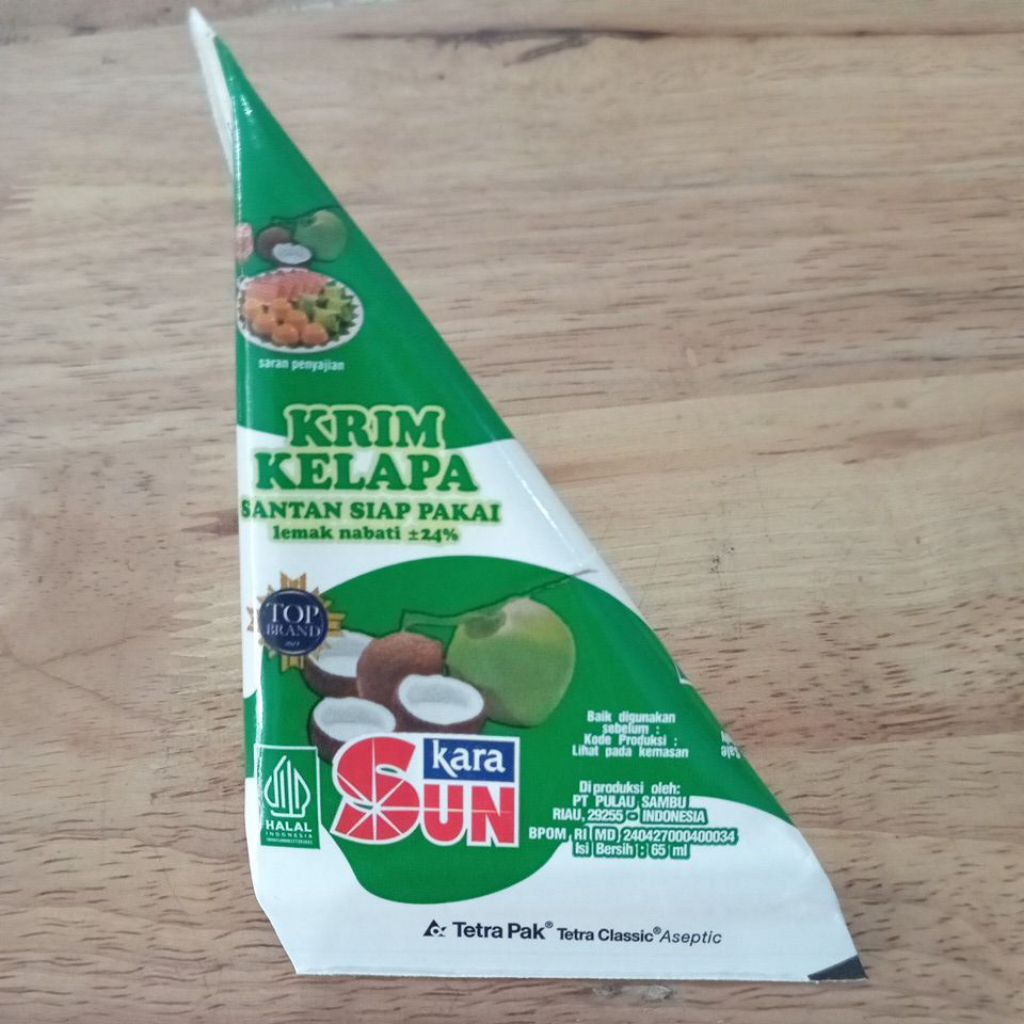 saran penyajian
KRIM
KELAPA
SANTAN SIAP PAKAI
lemak nabati ±24%
TOP
BRAND
kara
SUN
HALAL
INDONESIA
Baik digunakan
sebelum :
Kode Produksi :
Lihat pada kemasan
Diproduksi oleh:
PT PULAU SAMBU
RIAU, 29255 - INDONESIA
BPOM RI MD 240427000400034
Isi Bersih : 65 ml
Tetra Pak® Tetra Classic® Aseptic